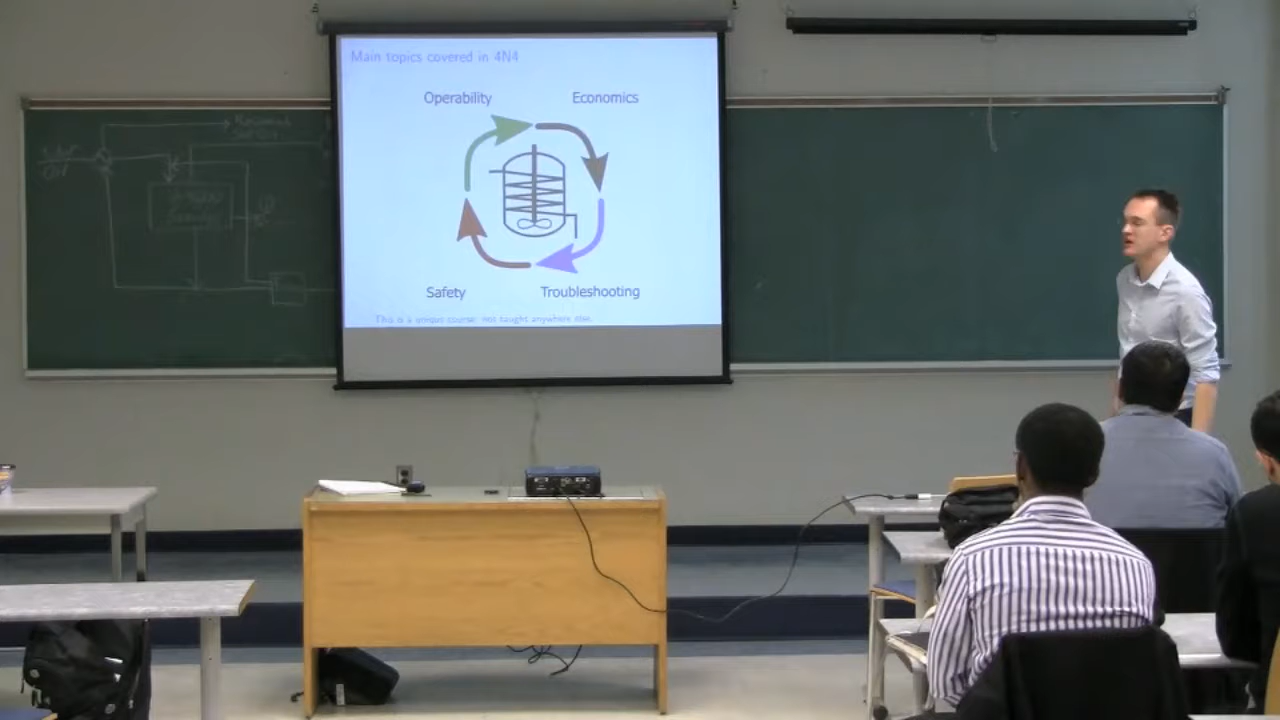 Main topics covered in 4N4
Operability
Economics
Safety
Troubleshooting
This is a unique course: not taught anywhere else.